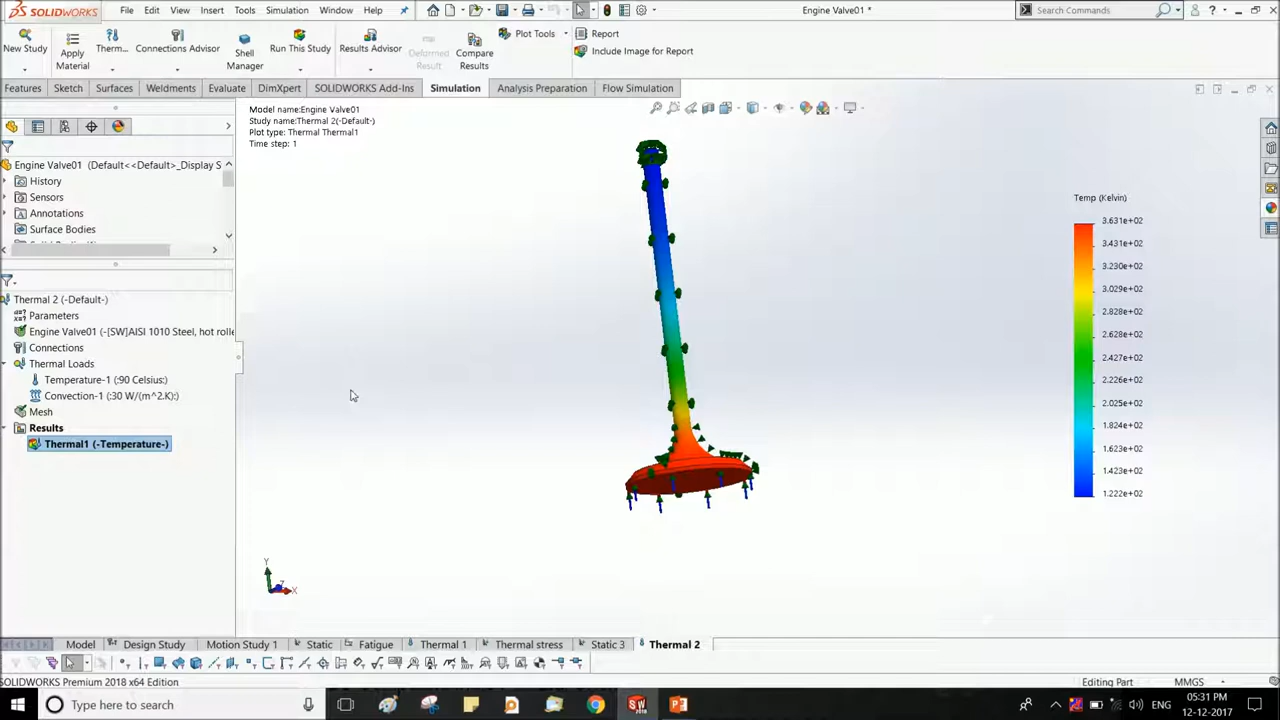 SOLIDWORKS File Edit View Insert Tools Simulation Window Help Engine Valve01 * Search Commands
New Study
Apply Material
Therm...
Connections Advisor
Shell Manager
Run This Study
Results Advisor
Deformed Result
Compare Results
Plot Tools
Report
Include Image for Report
Features Sketch Surfaces Weldments Evaluate DimXpert SOLIDWORKS Add-Ins Simulation Analysis Preparation Flow Simulation
Model name:Engine Valve01
Study name:Thermal 2(-Default-)
Plot type: Thermal Thermal1
Time step: 1
Engine Valve01 (Default<<Default>_Display S
History
Sensors
Annotations
Surface Bodies
Thermal 2 (-Default-)
Parameters
Engine Valve01 (-[SW]AISI 1010 Steel, hot rolle
Connections
Thermal Loads
Temperature-1 (:90 Celsius:)
Convection-1 (:30 W/(m^2.K):)
Mesh
Results
Thermal1 (-Temperature-)
Temp (Kelvin)
3.631e+02
3.431e+02
3.230e+02
3.029e+02
2.828e+02
2.628e+02
2.427e+02
2.226e+02
2.025e+02
1.824e+02
1.623e+02
1.423e+02
1.222e+02
Y
Z
X
Model Design Study Motion Study 1 Static Fatigue Thermal 1 Thermal stress Static 3 Thermal 2
SOLIDWORKS Premium 2018 x64 Edition Editing Part MMGS
Type here to search ENG 05:31 PM
12-12-2017